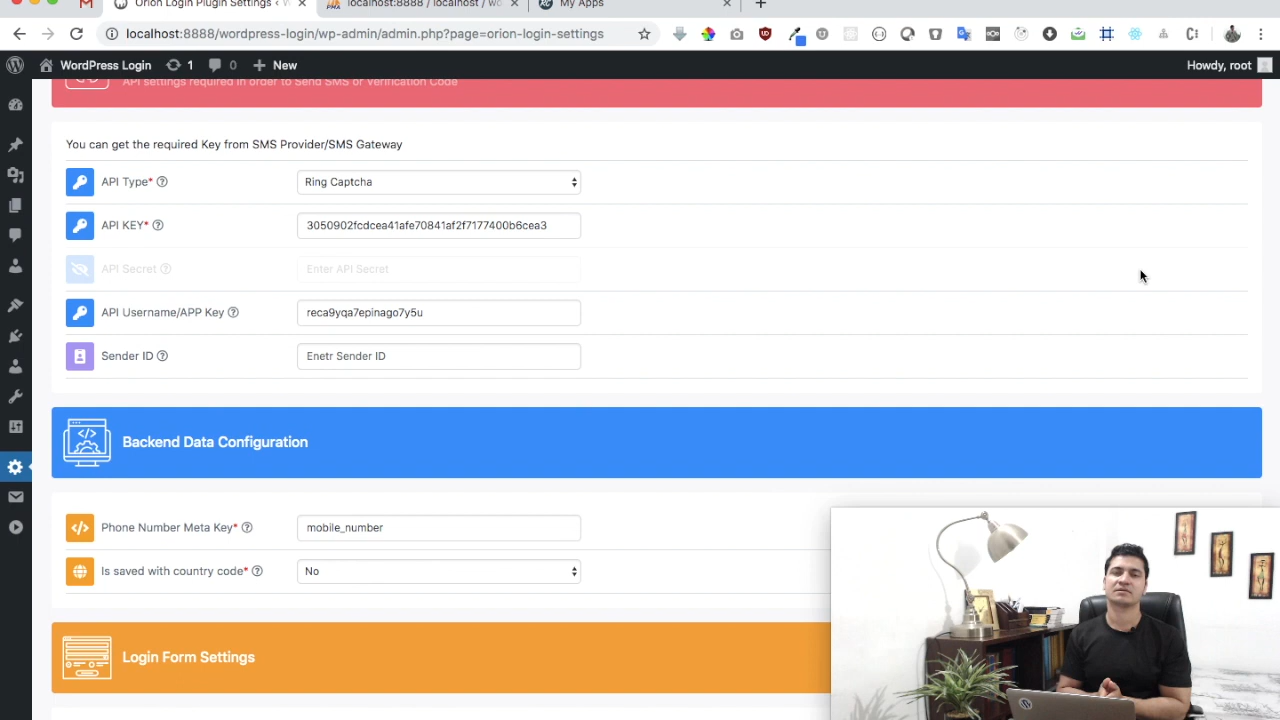 Orion Login Plugin Settings ‹ W
localhost:8888 / localhost / wo
My Apps
localhost:8888/wordpress-login/wp-admin/admin.php?page=orion-login-settings
WordPress Login 1 0 New Howdy, root
API settings required in order to Send SMS or Verification Code
You can get the required Key from SMS Provider/SMS Gateway
API Type* Ring Captcha
API KEY* 3050902fcdcea41afe70841af2f7177400b6cea3
API Secret Enter API Secret
API Username/APP Key reca9yqa7epinago7y5u
Sender ID Enetr Sender ID
Backend Data Configuration
Phone Number Meta Key* mobile_number
Is saved with country code* No
Login Form Settings